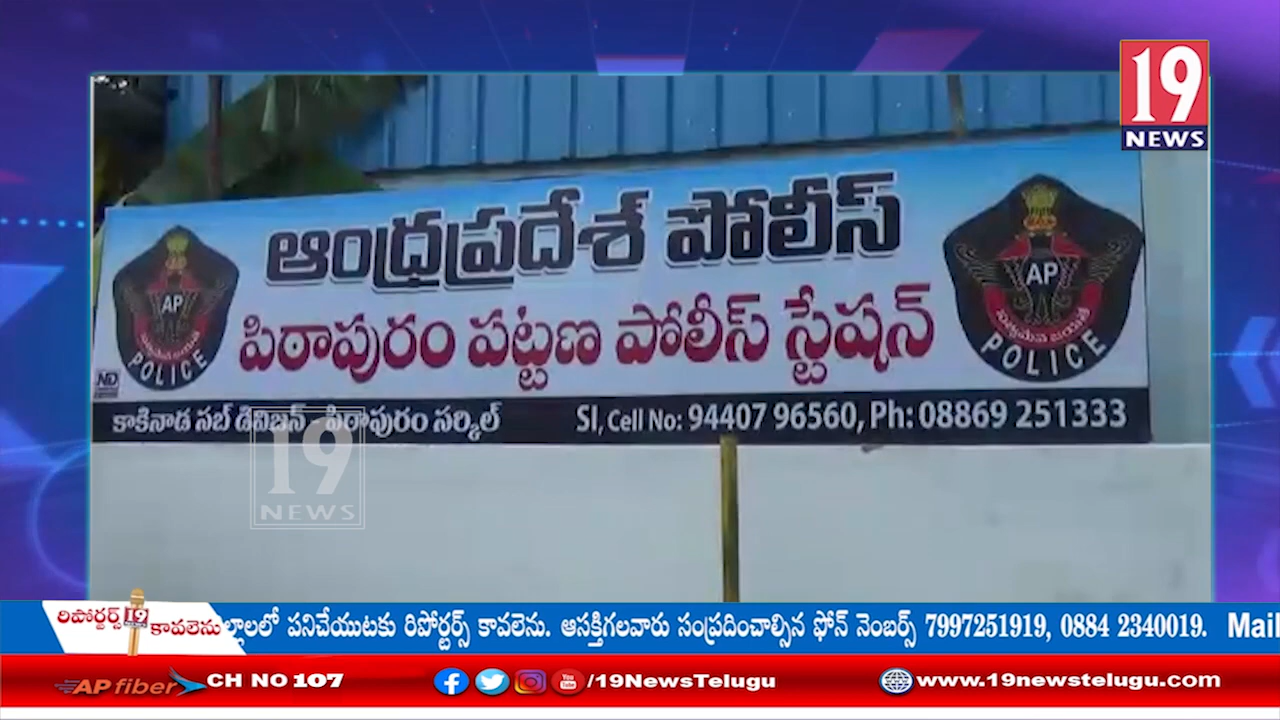 19
NEWS
ఆంధ్రప్రదేశ్ పోలీస్
పిఠాపురం పట్టణ పోలీస్ స్టేషన్
AP
POLICE
AP
POLICE
ND
కాకినాడ సబ్ డివిజన్ - పిఠాపురం సర్కిల్
SI, Cell No: 94407 96560, Ph: 08869 251333
19
NEWS
రిపోర్టర్స్ 19 కావలెను
ల్లాలలో పనిచేయుటకు రిపోర్టర్స్ కావలెను. ఆసక్తిగలవారు సంప్రదించాల్సిన ఫోన్ నెంబర్స్ 7997251919, 0884 2340019. Mail
AP fiber CH NO 107 /19NewsTelugu www.19newstelugu.com